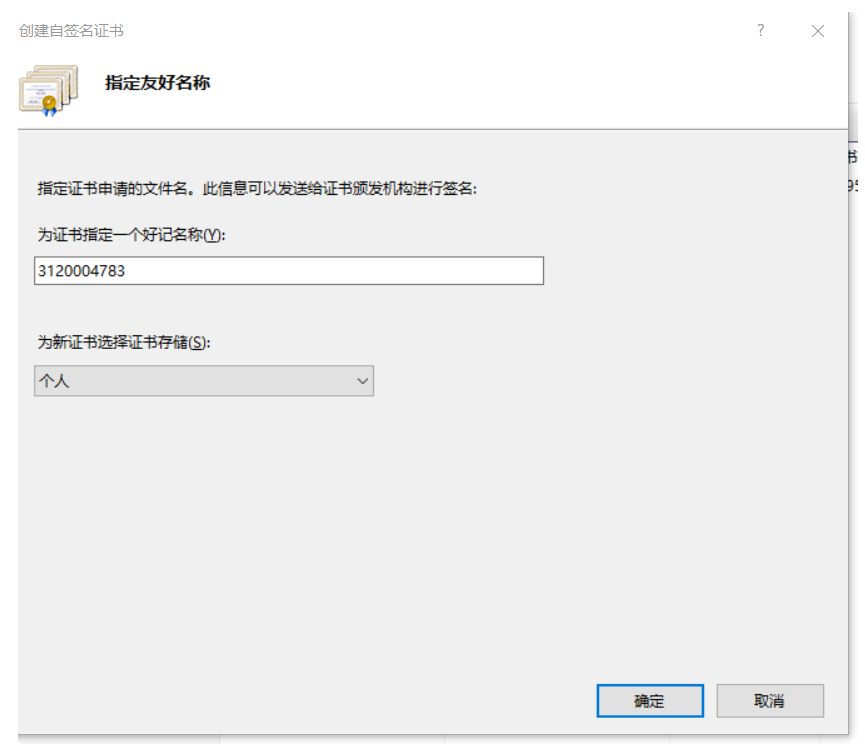 创建自签名证书
?
指定友好名称
指定证书申请的文件名。此信息可以发送给证书颁发机构进行签名:
为证书指定一个好记名称(Y):
3120004783
为新证书选择证书存储(S):
个人
确定
取消